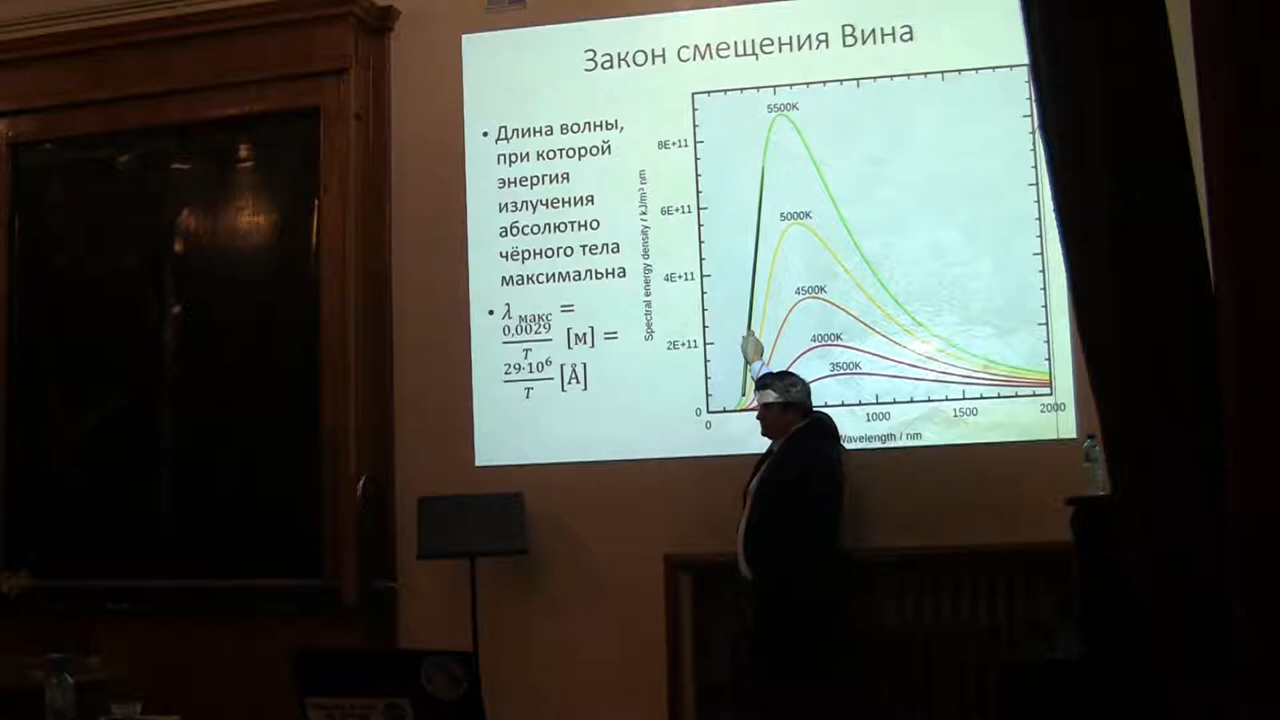 Закон смещения Вина
• Длина волны,
при которой
энергия
излучения
абсолютно
чёрного тела
максимальна
• λ макс =
0,0029/T [м] =
29·10⁶/T [Å]
Spectral energy density / kJ/m³ nm
8E+11
6E+11
4E+11
2E+11
0
5500K
5000K
4500K
4000K
3500K
0
1000
1500
2000
Wavelength / nm